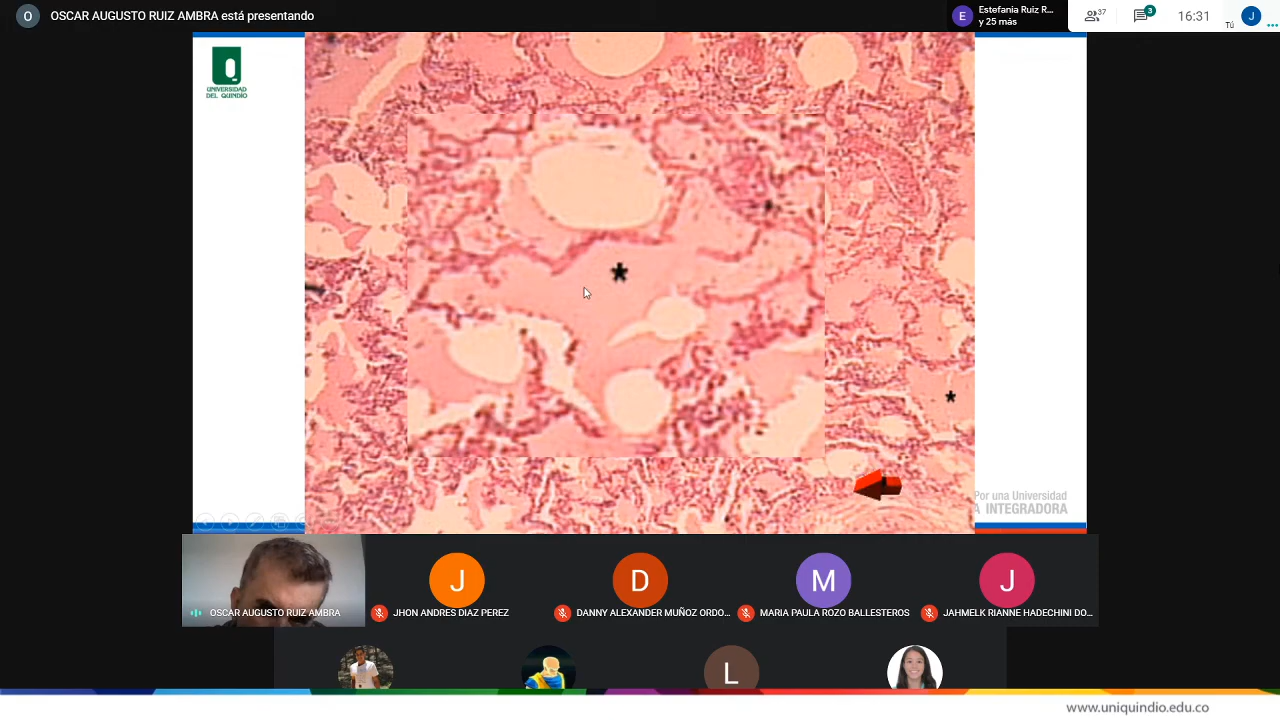 O OSCAR AUGUSTO RUIZ AMBRA está presentando
E Estefania Ruiz R...
y 25 más
37
3
16:31
Tú
J
UNIVERSIDAD
DEL QUINDÍO
*
*
Por una Universidad
A INTEGRADORA
J
D
M
J
OSCAR AUGUSTO RUIZ AMBRA
JHON ANDRES DIAZ PEREZ
DANNY ALEXANDER MUÑOZ ORDO...
MARIA PAULA ROZO BALLESTEROS
JAHMELK RIANNE HADECHINI DO...
L
www.uniquindio.edu.co